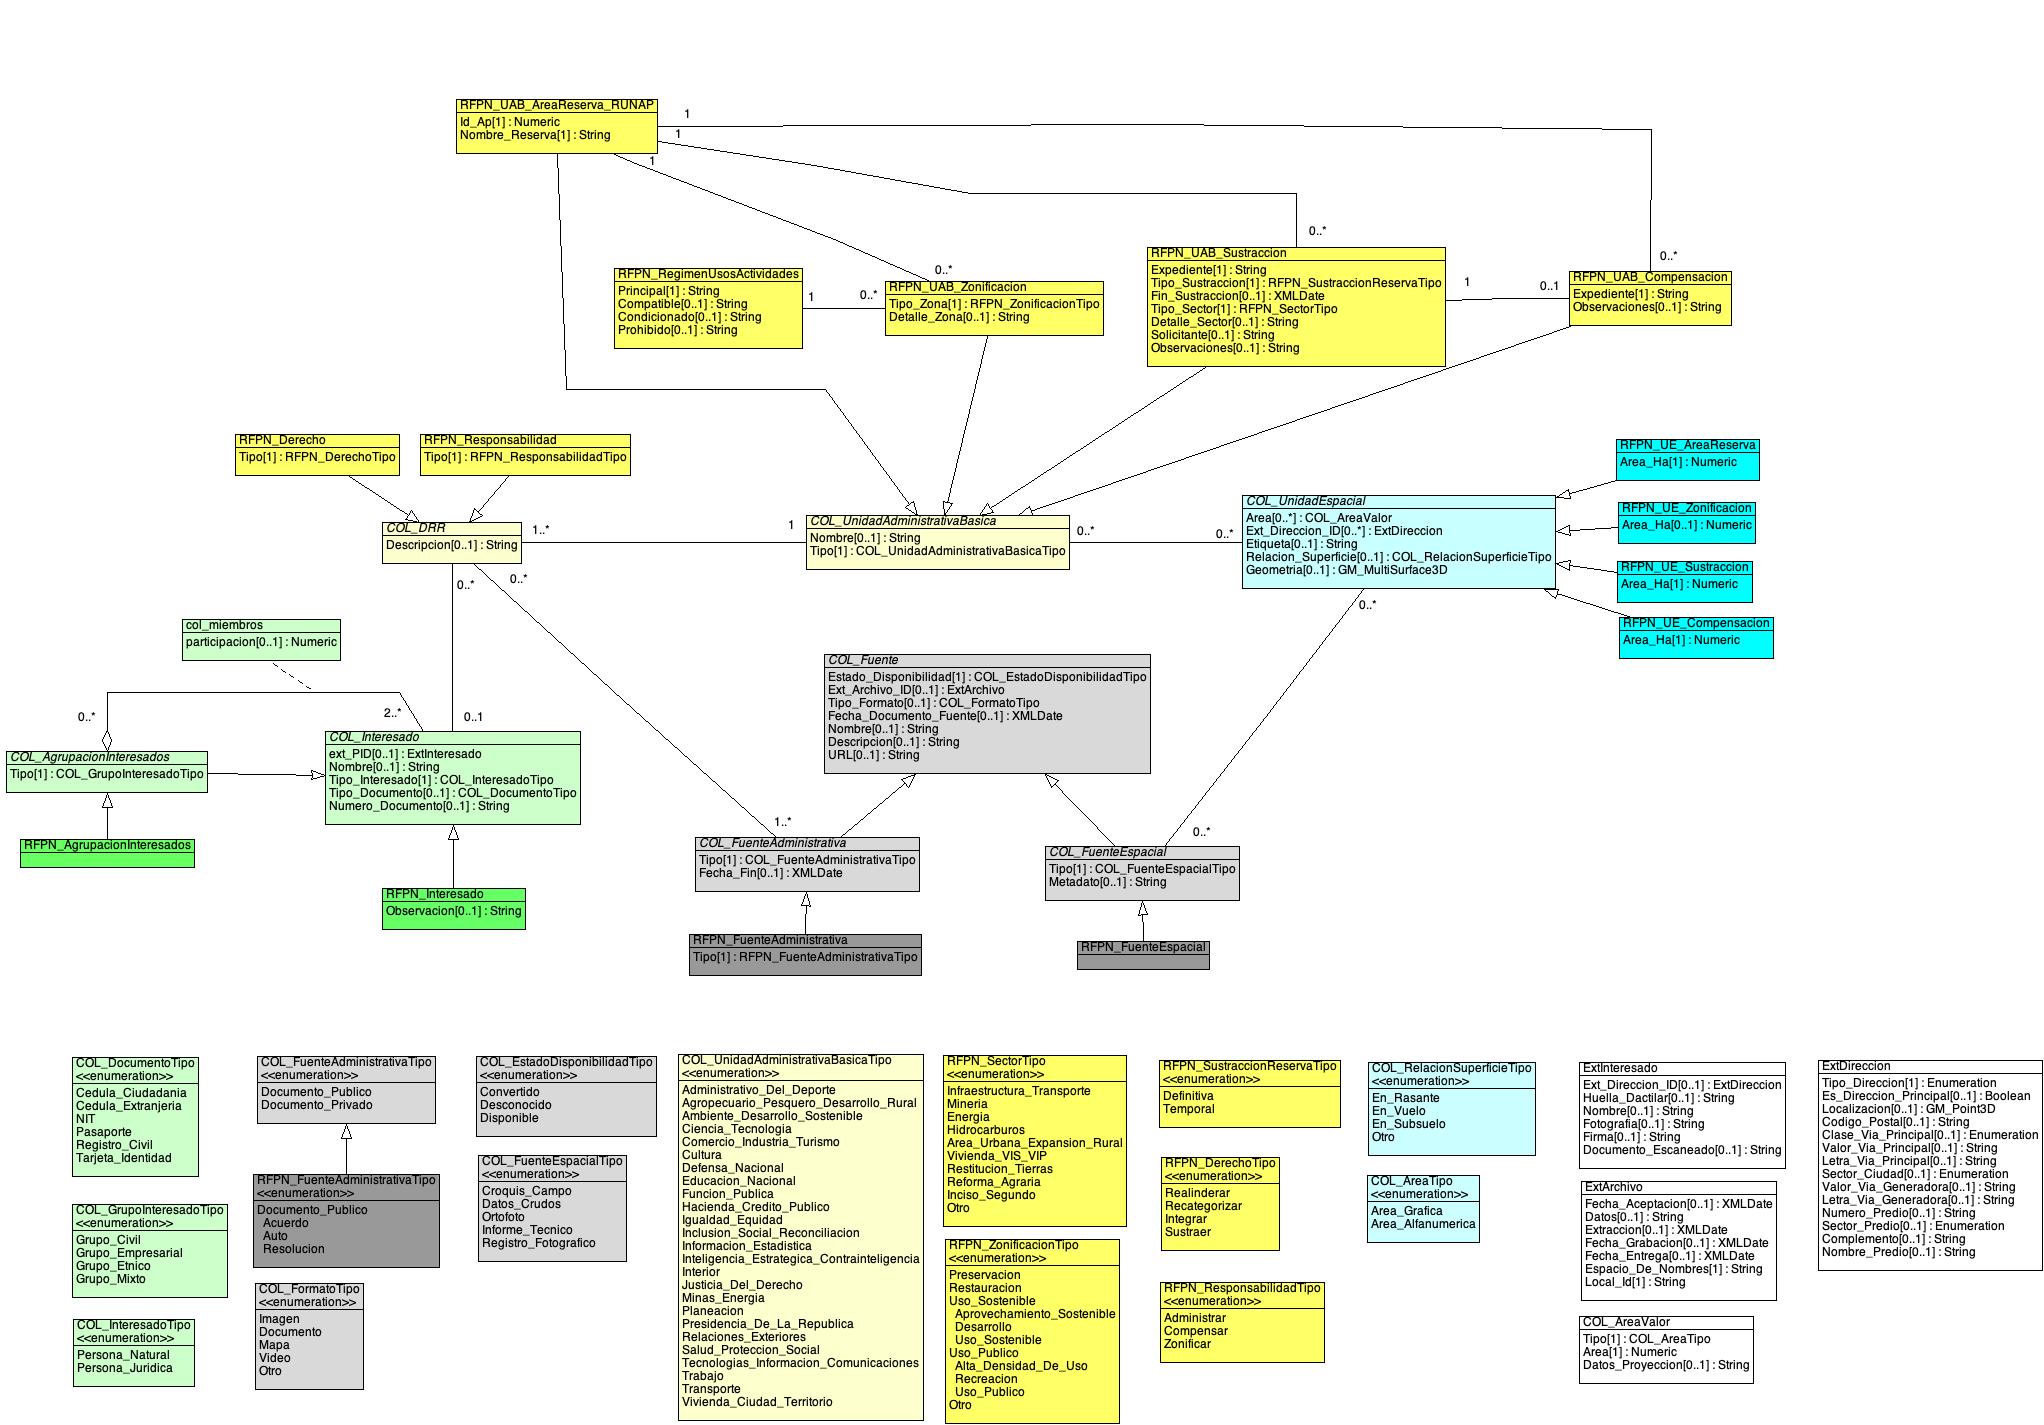 RFPN_UAB_AreaReserva_RUNAP
Id_Ap[1] : Numeric
Nombre_Reserva[1] : String
1
1
1
0..*
0..*
0..*
RFPN_RegimenUsosActividades
Principal[1] : String
Compatible[0..1] : String
Condicionado[0..1] : String
Prohibido[0..1] : String
1
0..*
RFPN_UAB_Zonificacion
Tipo_Zona[1] : RFPN_ZonificacionTipo
Detalle_Zona[0..1] : String
RFPN_UAB_Sustraccion
Expediente[1] : String
Tipo_Sustraccion[1] : RFPN_SustraccionReservaTipo
Fin_Sustraccion[0..1] : XMLDate
Tipo_Sector[1] : RFPN_SectorTipo
Detalle_Sector[0..1] : String
Solicitante[0..1] : String
Observaciones[0..1] : String
1
0..1
RFPN_UAB_Compensacion
Expediente[1] : String
Observaciones[0..1] : String
RFPN_Derecho
Tipo[1] : RFPN_DerechoTipo
RFPN_Responsabilidad
Tipo[1] : RFPN_ResponsabilidadTipo
COL_DRR
Descripcion[0..1] : String
1..*
1
COL_UnidadAdministrativaBasica
Nombre[0..1] : String
Tipo[1] : COL_UnidadAdministrativaBasicaTipo
0..*
0..*
COL_UnidadEspacial
Area[0..*] : COL_AreaValor
Ext_Direccion_ID[0..*] : ExtDireccion
Etiqueta[0..1] : String
Relacion_Superficie[0..1] : COL_RelacionSuperficieTipo
Geometria[0..1] : GM_MultiSurface3D
RFPN_UE_AreaReserva
Area_Ha[1] : Numeric
RFPN_UE_Zonificacion
Area_Ha[0..1] : Numeric
RFPN_UE_Sustraccion
Area_Ha[1] : Numeric
RFPN_UE_Compensacion
Area_Ha[1] : Numeric
0..*
0..*
0..*
col_miembros
participacion[0..1] : Numeric
0..*
2..*
0..1
COL_AgrupacionInteresados
Tipo[1] : COL_GrupoInteresadoTipo
RFPN_AgrupacionInteresados
COL_Interesado
ext_PID[0..1] : ExtInteresado
Nombre[0..1] : String
Tipo_Interesado[1] : COL_InteresadoTipo
Tipo_Documento[0..1] : COL_DocumentoTipo
Numero_Documento[0..1] : String
RFPN_Interesado
Observacion[0..1] : String
COL_Fuente
Estado_Disponibilidad[1] : COL_EstadoDisponibilidadTipo
Ext_Archivo_ID[0..1] : ExtArchivo
Tipo_Formato[0..1] : COL_FormatoTipo
Fecha_Documento_Fuente[0..1] : XMLDate
Nombre[0..1] : String
Descripcion[0..1] : String
URL[0..1] : String
1..*
0..*
COL_FuenteAdministrativa
Tipo[1] : COL_FuenteAdministrativaTipo
Fecha_Fin[0..1] : XMLDate
COL_FuenteEspacial
Tipo[1] : COL_FuenteEspacialTipo
Metadato[0..1] : String
RFPN_FuenteAdministrativa
Tipo[1] : RFPN_FuenteAdministrativaTipo
RFPN_FuenteEspacial
COL_DocumentoTipo
<<enumeration>>
Cedula_Ciudadania
Cedula_Extranjeria
NIT
Pasaporte
Registro_Civil
Tarjeta_Identidad
COL_GrupoInteresadoTipo
<<enumeration>>
Grupo_Civil
Grupo_Empresarial
Grupo_Etnico
Grupo_Mixto
COL_InteresadoTipo
<<enumeration>>
Persona_Natural
Persona_Juridica
COL_FuenteAdministrativaTipo
<<enumeration>>
Documento_Publico
Documento_Privado
RFPN_FuenteAdministrativaTipo
<<enumeration>>
Documento_Publico
Acuerdo
Auto
Resolucion
COL_FormatoTipo
<<enumeration>>
Imagen
Documento
Mapa
Video
Otro
COL_EstadoDisponibilidadTipo
<<enumeration>>
Convertido
Desconocido
Disponible
COL_FuenteEspacialTipo
<<enumeration>>
Croquis_Campo
Datos_Crudos
Ortofoto
Informe_Tecnico
Registro_Fotografico
COL_UnidadAdministrativaBasicaTipo
<<enumeration>>
Administrativo_Del_Deporte
Agropecuario_Pesquero_Desarrollo_Rural
Ambiente_Desarrollo_Sostenible
Ciencia_Tecnologia
Comercio_Industria_Turismo
Cultura
Defensa_Nacional
Educacion_Nacional
Funcion_Publica
Hacienda_Credito_Publico
Igualdad_Equidad
Inclusion_Social_Reconciliacion
Informacion_Estadistica
Inteligencia_Estrategica_Contrainteligencia
Interior
Justicia_Del_Derecho
Minas_Energia
Planeacion
Presidencia_De_La_Republica
Relaciones_Exteriores
Salud_Proteccion_Social
Tecnologias_Informacion_Comunicaciones
Trabajo
Transporte
Vivienda_Ciudad_Territorio
RFPN_SectorTipo
<<enumeration>>
Infraestructura_Transporte
Mineria
Energia
Hidrocarburos
Area_Urbana_Expansion_Rural
Vivienda_VIS_VIP
Restitucion_Tierras
Reforma_Agraria
Inciso_Segundo
Otro
RFPN_ZonificacionTipo
<<enumeration>>
Preservacion
Restauracion
Uso_Sostenible
Aprovechamiento_Sostenible
Desarrollo
Uso_Sostenible
Uso_Publico
Alta_Densidad_De_Uso
Recreacion
Uso_Publico
Otro
RFPN_SustraccionReservaTipo
<<enumeration>>
Definitiva
Temporal
RFPN_DerechoTipo
<<enumeration>>
Realinderar
Recategorizar
Integrar
Sustraer
RFPN_ResponsabilidadTipo
<<enumeration>>
Administrar
Compensar
Zonificar
COL_RelacionSuperficieTipo
<<enumeration>>
En_Rasante
En_Vuelo
En_Subsuelo
Otro
COL_AreaTipo
<<enumeration>>
Area_Grafica
Area_Alfanumerica
ExtInteresado
Ext_Direccion_ID[0..1] : ExtDireccion
Huella_Dactilar[0..1] : String
Nombre[0..1] : String
Fotografia[0..1] : String
Firma[0..1] : String
Documento_Escaneado[0..1] : String
ExtArchivo
Fecha_Aceptacion[0..1] : XMLDate
Datos[0..1] : String
Extraccion[0..1] : XMLDate
Fecha_Grabacion[0..1] : XMLDate
Fecha_Entrega[0..1] : XMLDate
Espacio_De_Nombres[1] : String
Local_Id[1] : String
COL_AreaValor
Tipo[1] : COL_AreaTipo
Area[1] : Numeric
Datos_Proyeccion[0..1] : String
ExtDireccion
Tipo_Direccion[1] : Enumeration
Es_Direccion_Principal[0..1] : Boolean
Localizacion[0..1] : GM_Point3D
Codigo_Postal[0..1] : String
Clase_Via_Principal[0..1] : Enumeration
Valor_Via_Principal[0..1] : String
Letra_Via_Principal[0..1] : String
Sector_Ciudad[0..1] : Enumeration
Valor_Via_Generadora[0..1] : String
Letra_Via_Generadora[0..1] : String
Numero_Predio[0..1] : String
Sector_Predio[0..1] : Enumeration
Complemento[0..1] : String
Nombre_Predio[0..1] : String